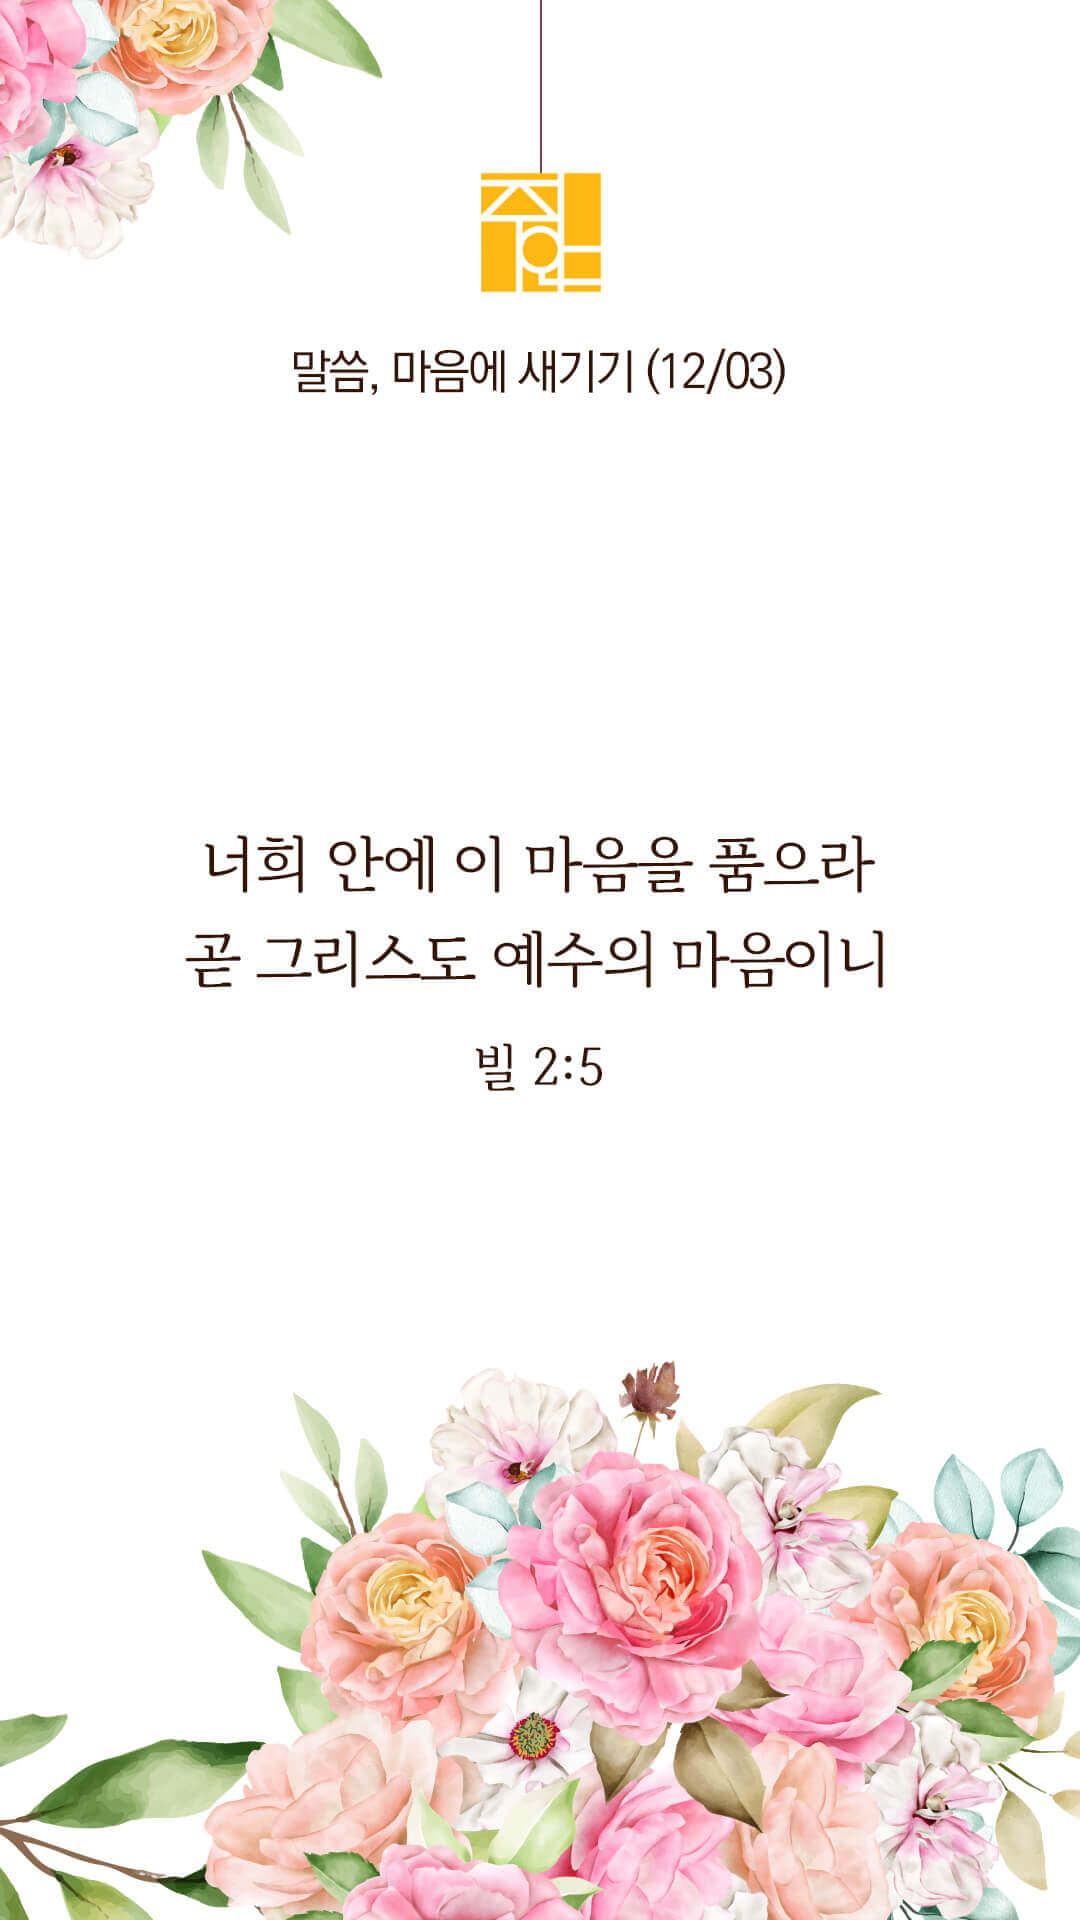 말씀, 마음에 새기기 (12/03)
너희 안에 이 마음을 품으라
곧 그리스도 예수의 마음이니
빌 2:5